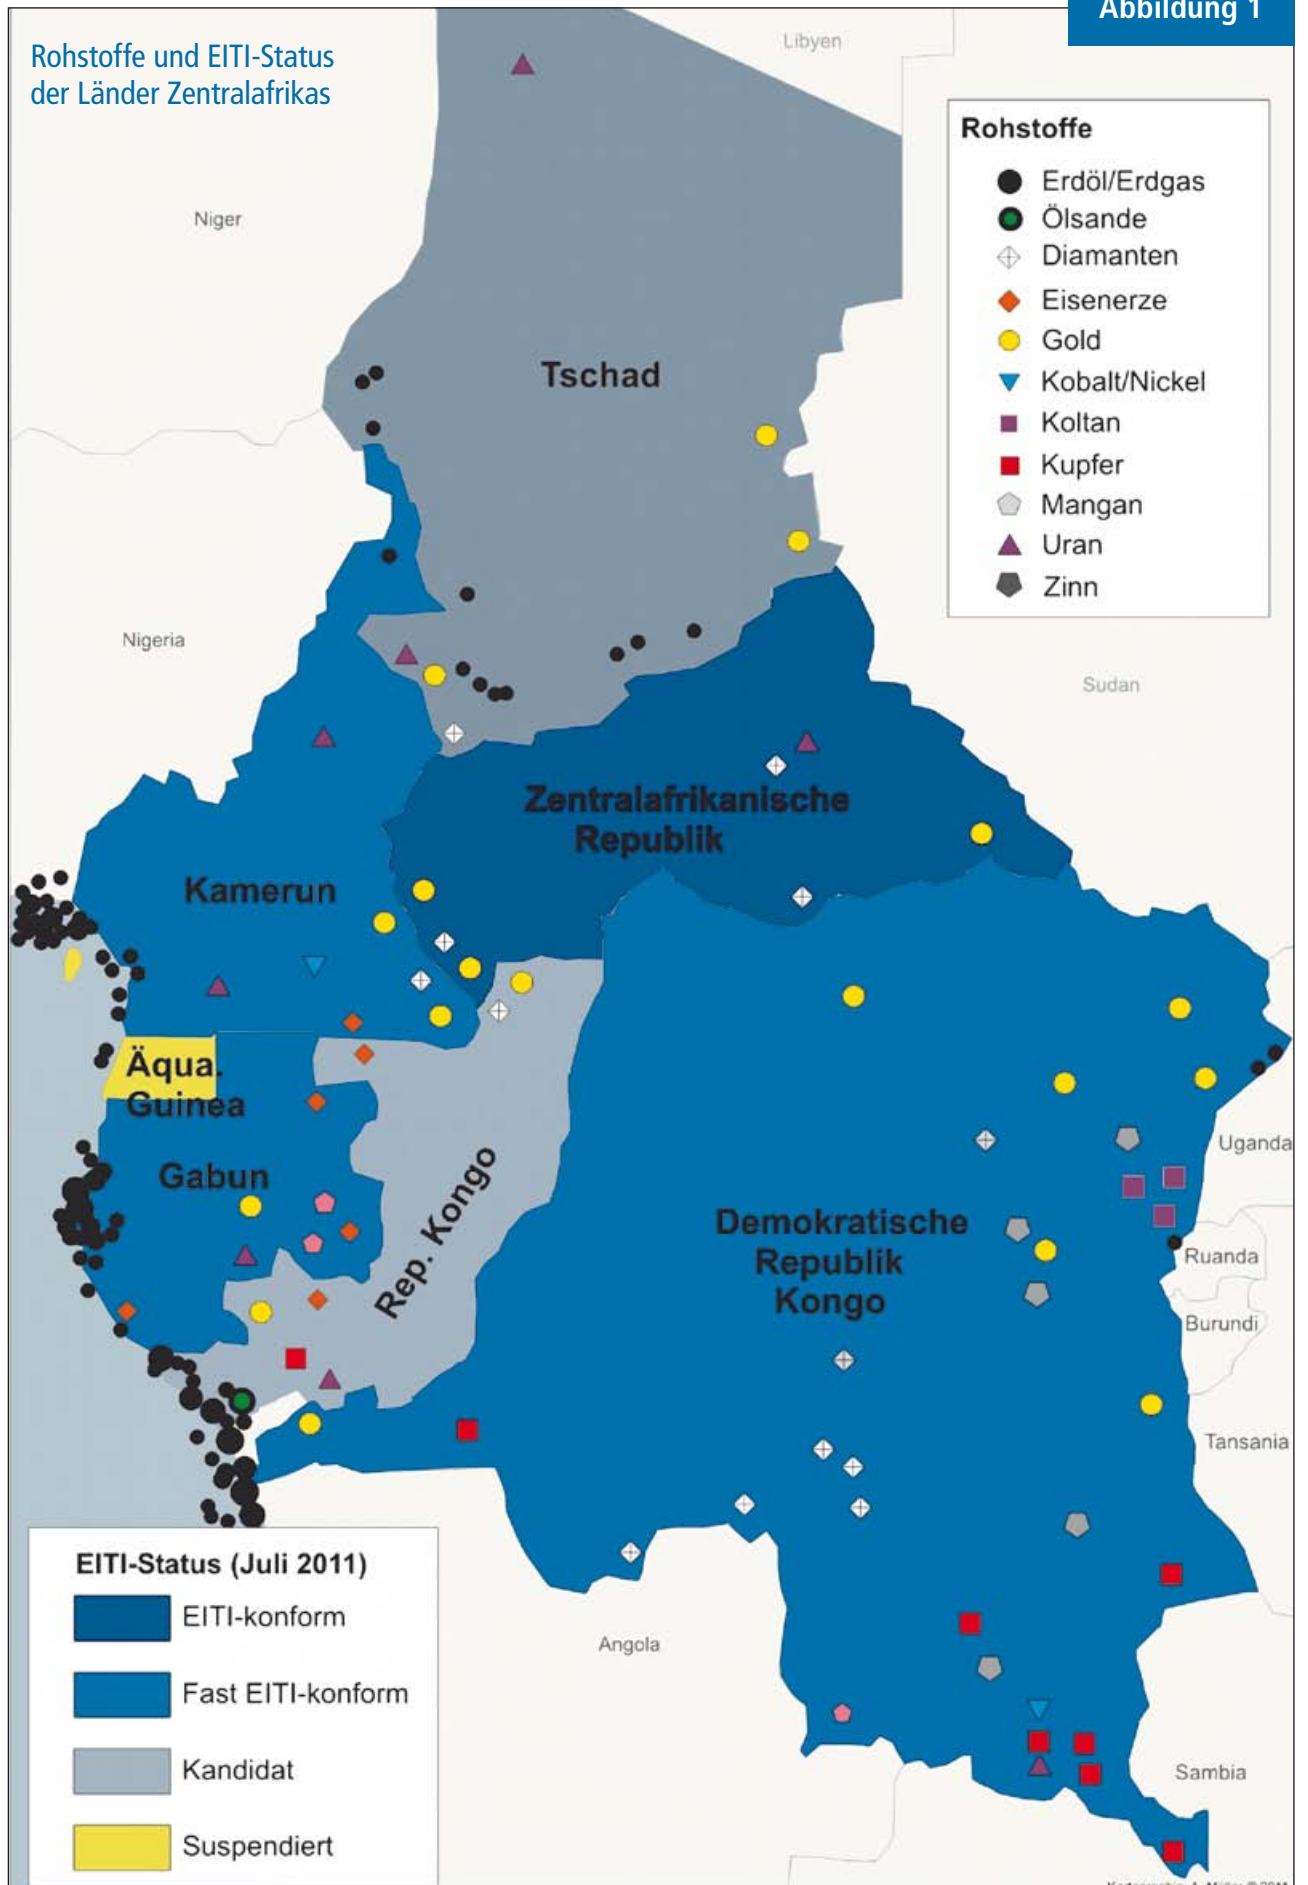 Abbildung 1
Rohstoffe und EITI-Status
der Länder Zentralafrikas
Libyen
Niger
Rohstoffe
Erdöl/Erdgas
Ölsande
Diamanten
Eisenerze
Gold
Kobalt/Nickel
Koltan
Kupfer
Mangan
Uran
Zinn
Tschad
Nigeria
Sudan
Zentralafrikanische
Republik
Kamerun
Äqua.
Guinea
Gabun
Rep. Kongo
Demokratische
Republik
Kongo
Uganda
Ruanda
Burundi
Tansania
Angola
Sambia
EITI-Status (Juli 2011)
EITI-konform
Fast EITI-konform
Kandidat
Suspendiert